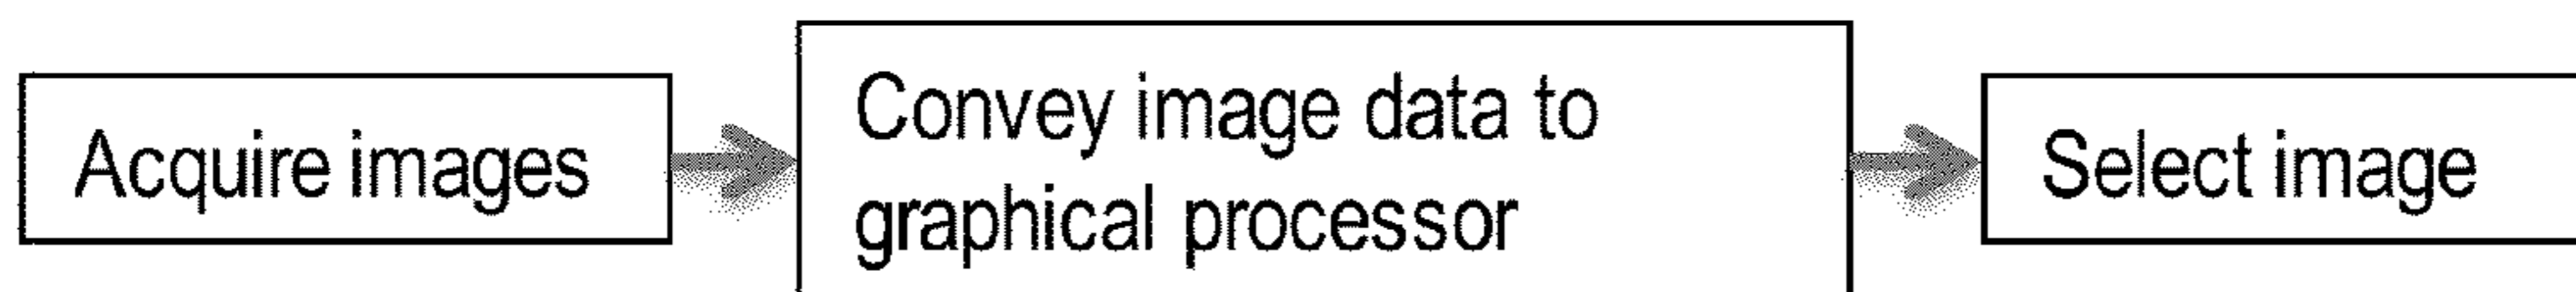 Acquire images
Convey image data to
graphical processor
Select image